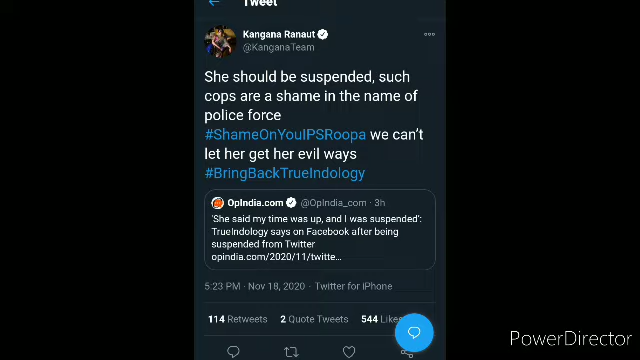 Tweet
Kangana Ranaut
@KanganaTeam
She should be suspended, such
cops are a shame in the name of
police force
#ShameOnYouIPSRoopa we can't
let her get her evil ways
#BringBackTrueIndology
OpIndia.com @OpIndia_com · 3h
'She said my time was up, and I was suspended':
TrueIndology says on Facebook after being
suspended from Twitter
opindia.com/2020/11/twitte...
5:23 PM · Nov 18, 2020 · Twitter for iPhone
114 Retweets 2 Quote Tweets 544 Likes
PowerDirector